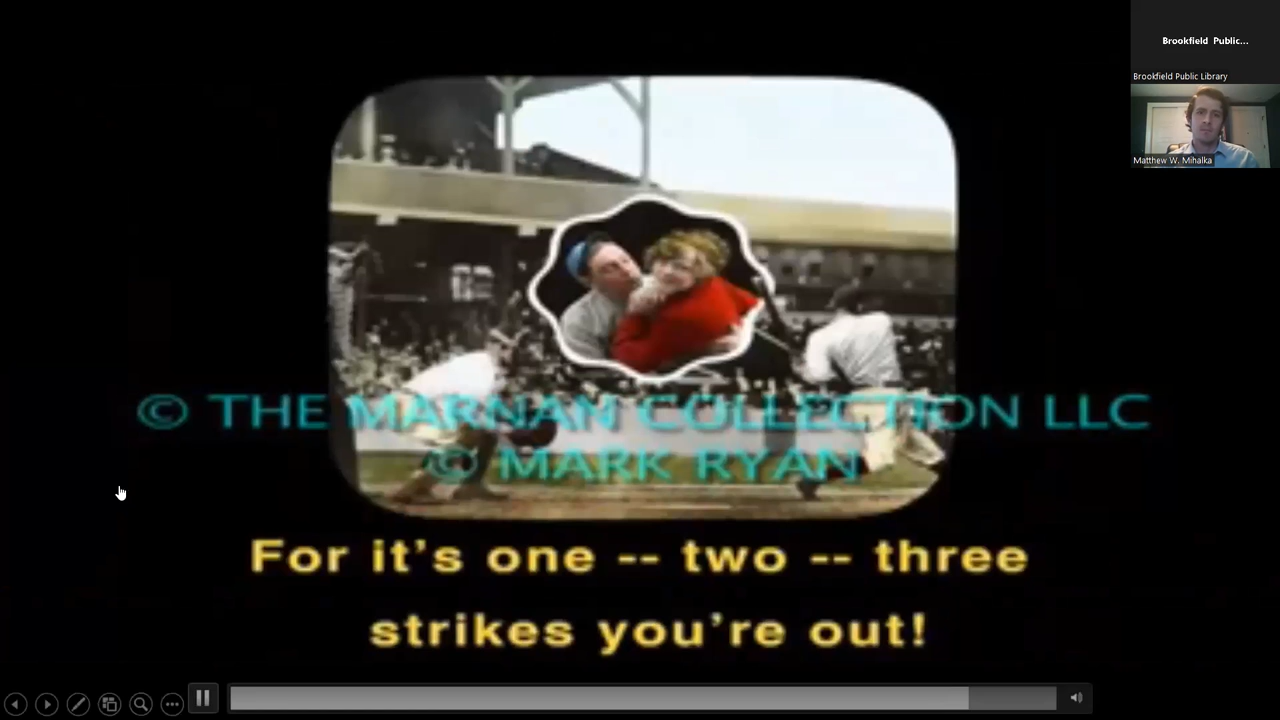 Brookfield Public...
Brookfield Public Library
Matthew W. Mihalka
© THE MARNAN COLLECTION LLC
© MARK RYAN
For it's one -- two -- three
strikes you're out!